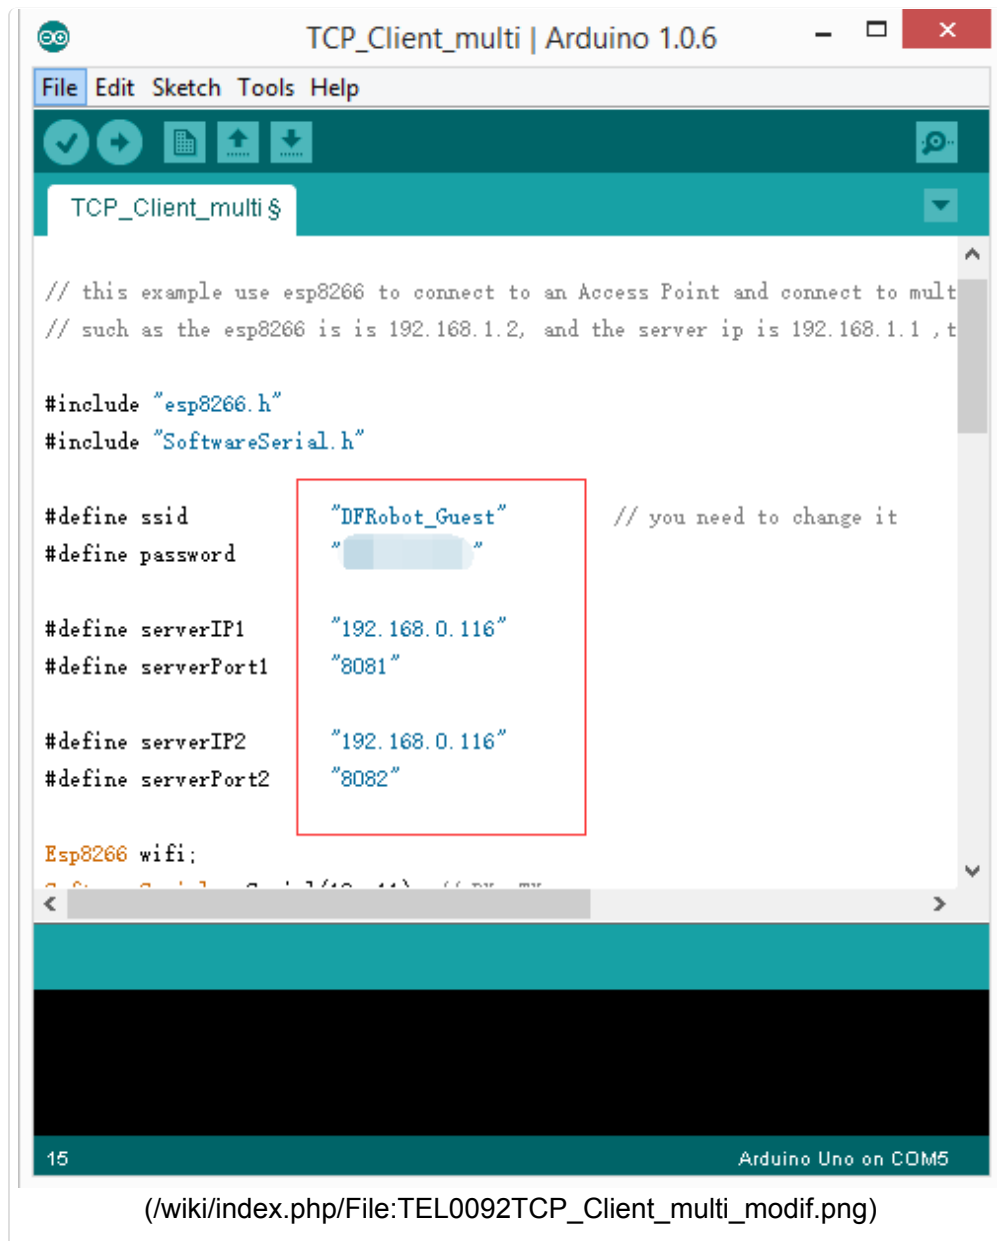 TCP_Client_multi | Arduino 1.0.6
File Edit Sketch Tools Help
TCP_Client_multi §
// this example use esp8266 to connect to an Access Point and connect to mult
// such as the esp8266 is is 192.168.1.2, and the server ip is 192.168.1.1 , t
#include "esp8266.h"
#include "SoftwareSerial.h"
#define ssid "DFRobot_Guest" // you need to change it
#define password " "
#define serverIP1 "192.168.0.116"
#define serverPort1 "8081"
#define serverIP2 "192.168.0.116"
#define serverPort2 "8082"
Esp8266 wifi;
15 Arduino Uno on COM5
(/wiki/index.php/File:TEL0092TCP_Client_multi_modif.png)